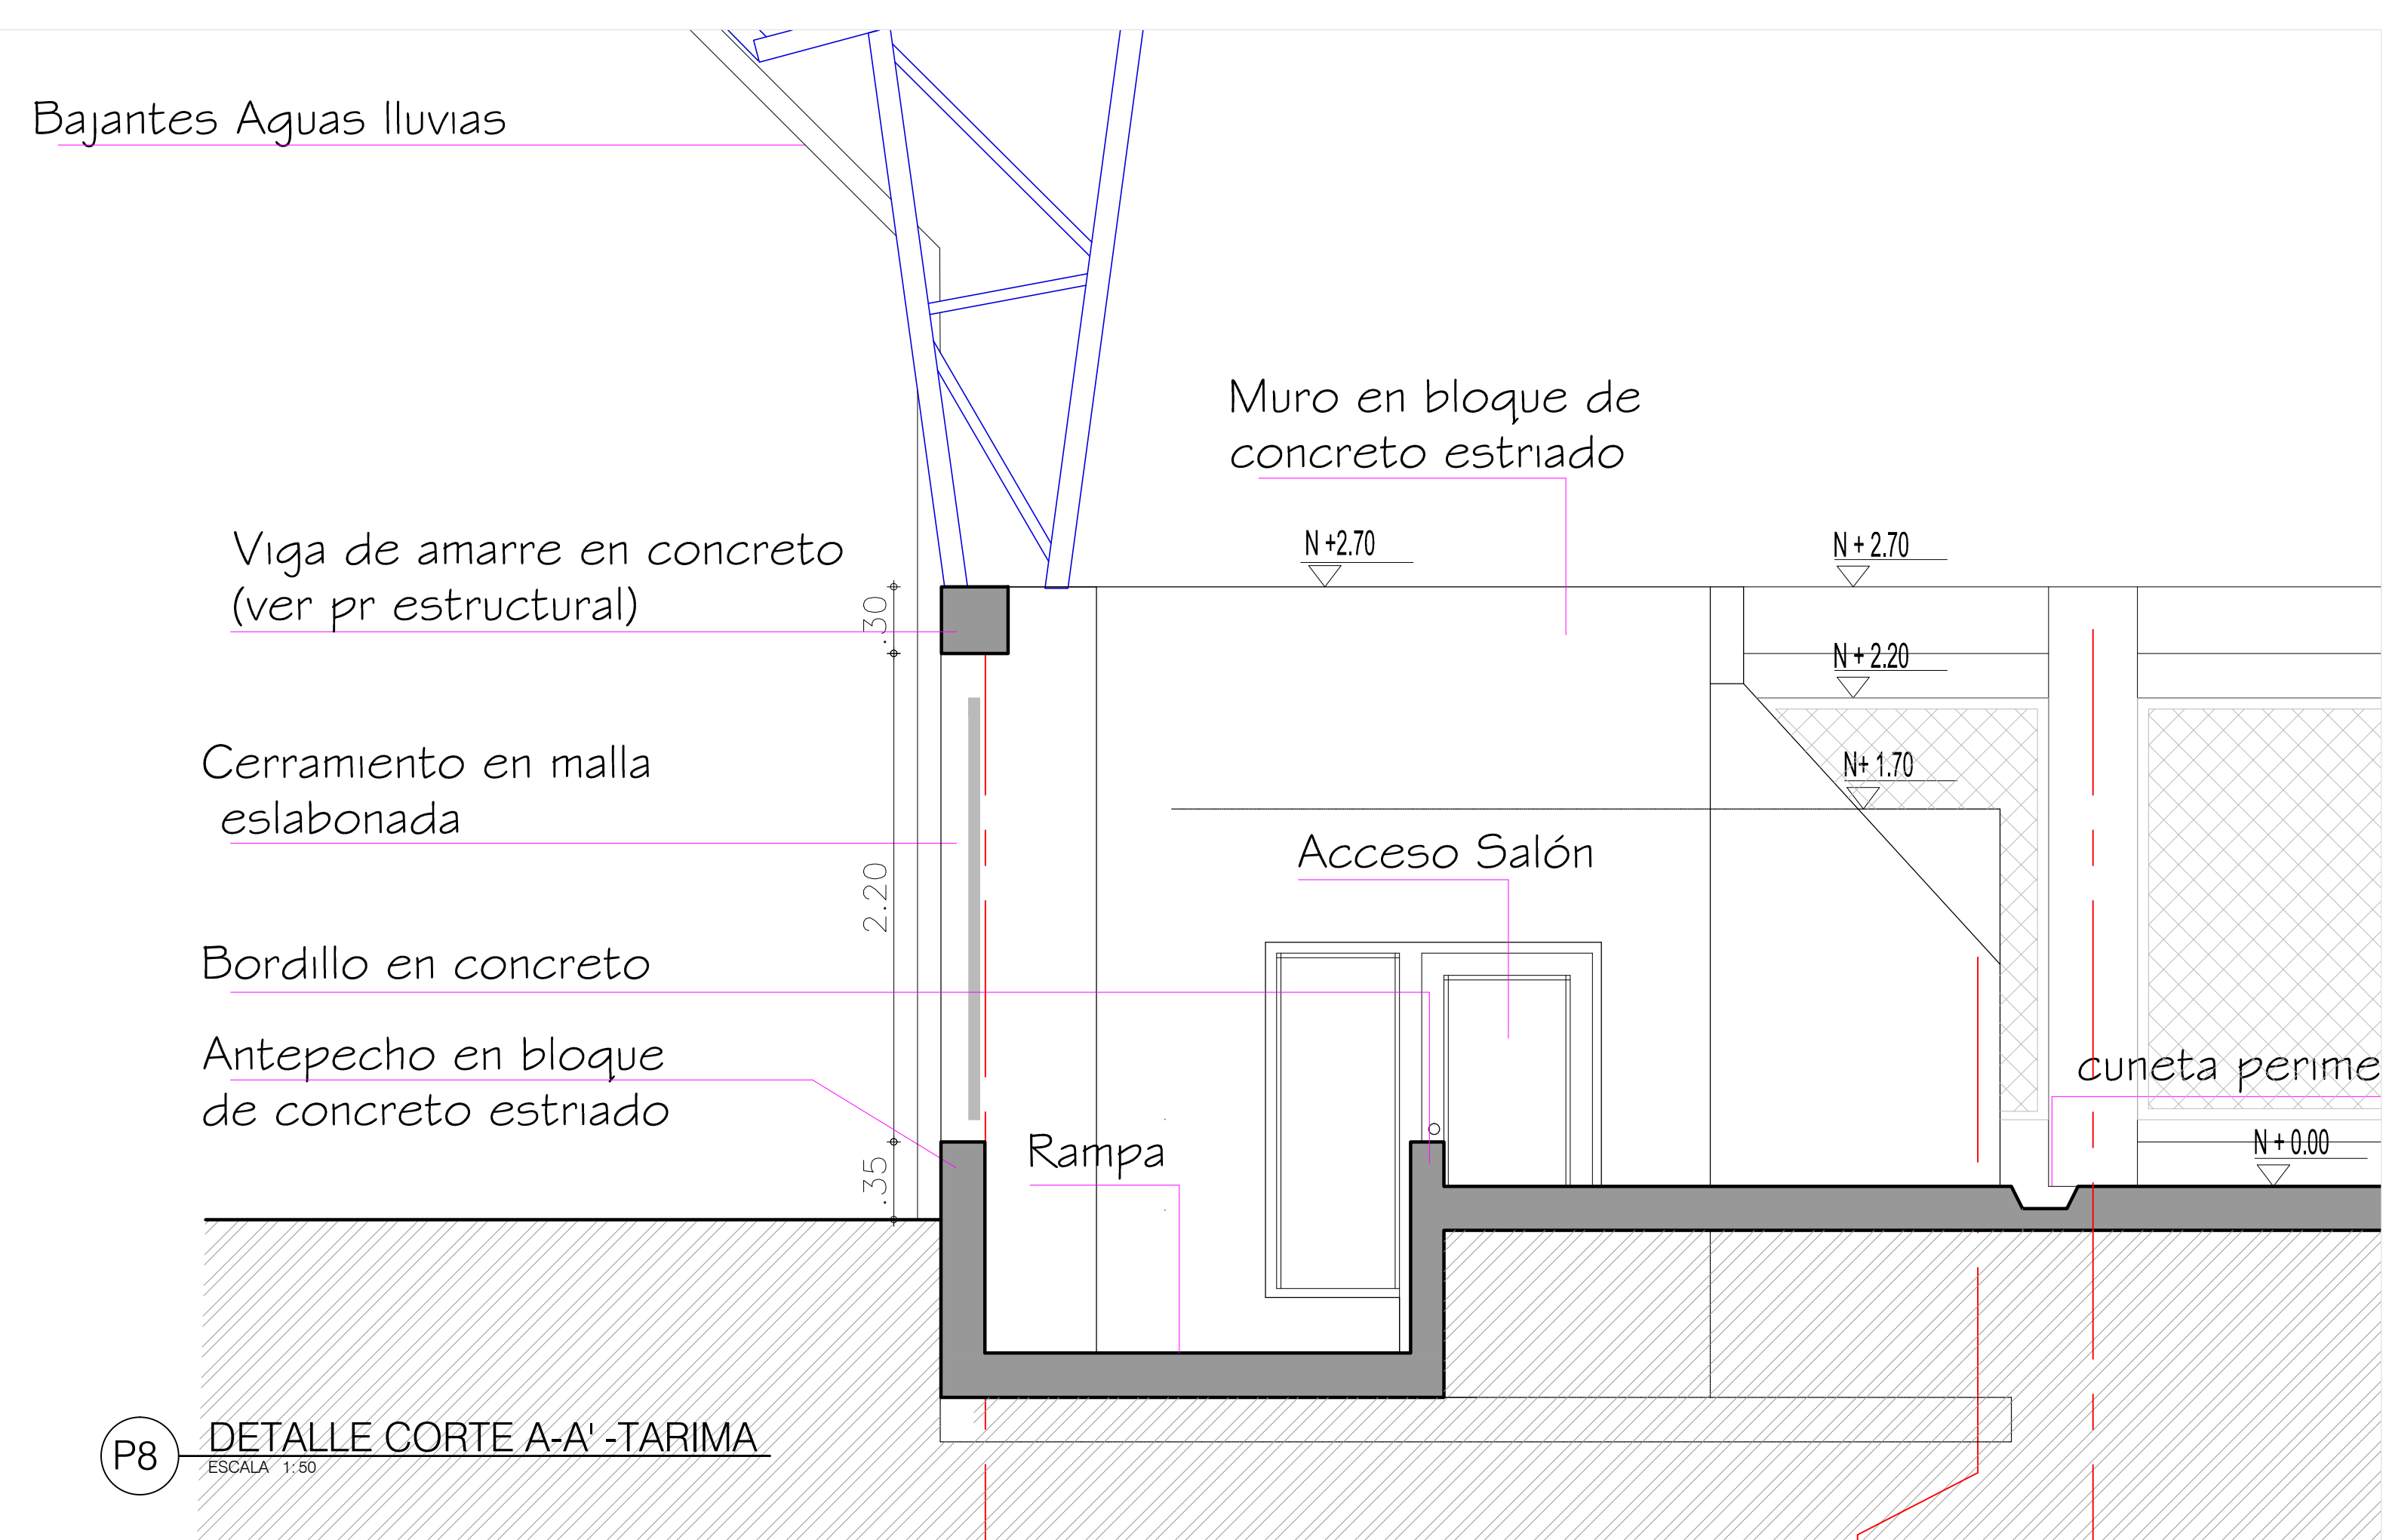 Bajantes Aguas lluvias
Muro en bloque de
concreto estriado
N +2.70
N + 2.70
Viga de amarre en concreto
(ver pr estructural)
.30
N + 2.20
Cerramiento en malla
eslabonada
N+ 1.70
Acceso Salón
2.20
Bordillo en concreto
Antepecho en bloque
de concreto estriado
cuneta perime
Rampa
N + 0.00
.35
P8
DETALLE CORTE A-A' -TARIMA
ESCALA 1:50